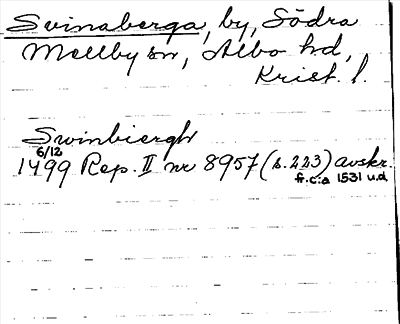 Svinaberga, by, Södra
Mellby sn, Albo hd,
Krist. l.
Swinbiergh
6/12
1499 Rep. II nr 8957 (s. 223) avskr.
fr. c:a 1531 u.d.